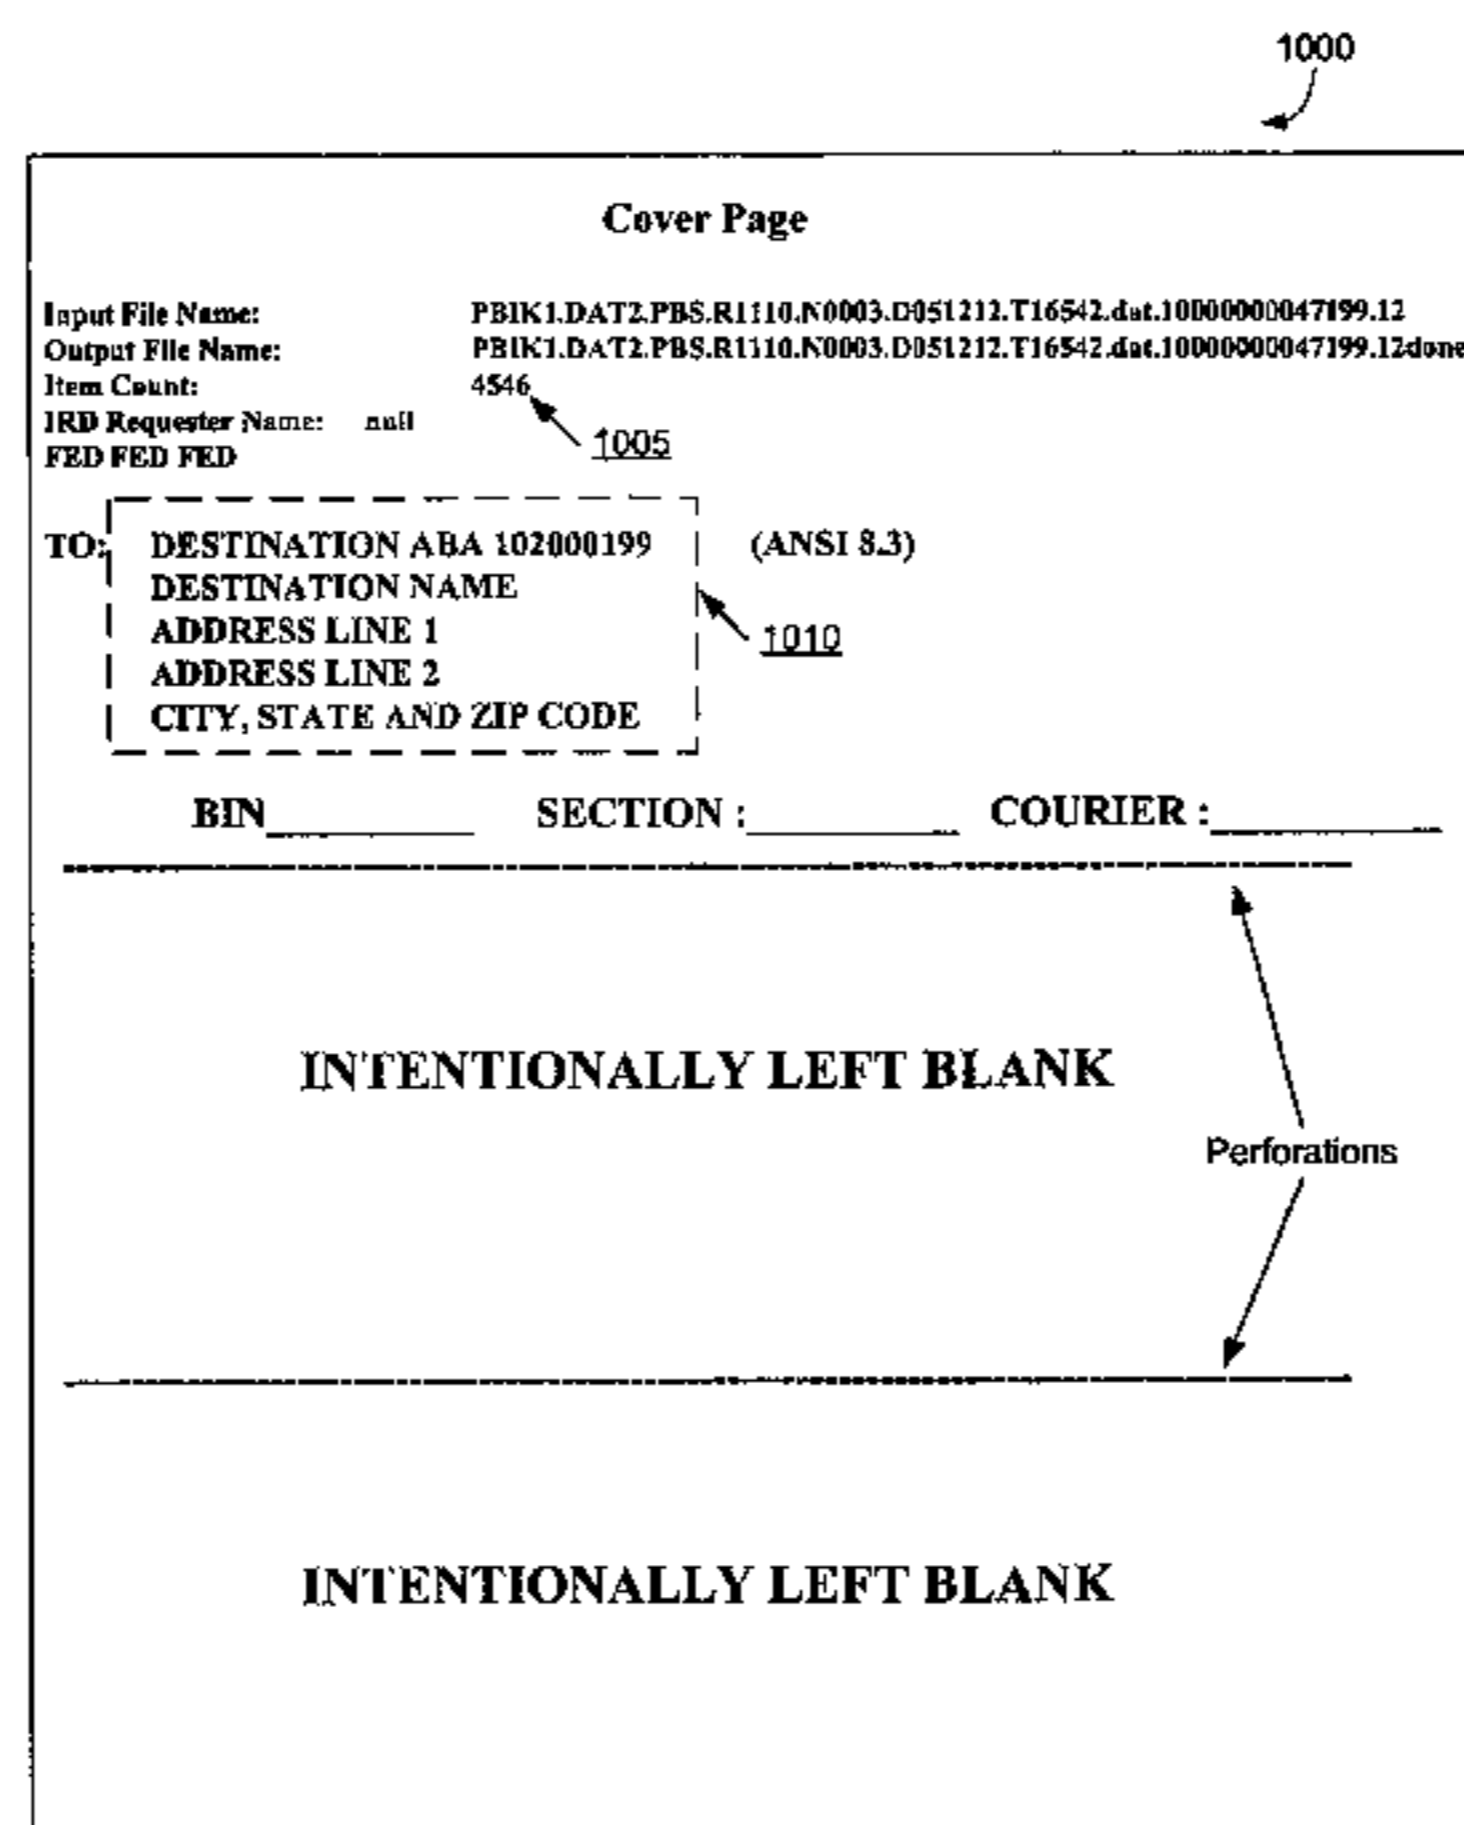 1000
Cover Page
Input File Name: PBIK1.DAT2.PBS.R1110.N0003.D051212.T16542.dat.10000000047199.12
Output File Name: PBIK1.DAT2.PBS.R1110.N0003.D051212.T16542.dat.10000000047199.12done
Item Count: 4546
IRD Requester Name: null
1005
FED FED FED
TO: DESTINATION ABA 102000199 (ANSI 8.3)
DESTINATION NAME
ADDRESS LINE 1
1010
ADDRESS LINE 2
CITY, STATE AND ZIP CODE
BIN SECTION : COURIER :
INTENTIONALLY LEFT BLANK
Perforations
INTENTIONALLY LEFT BLANK